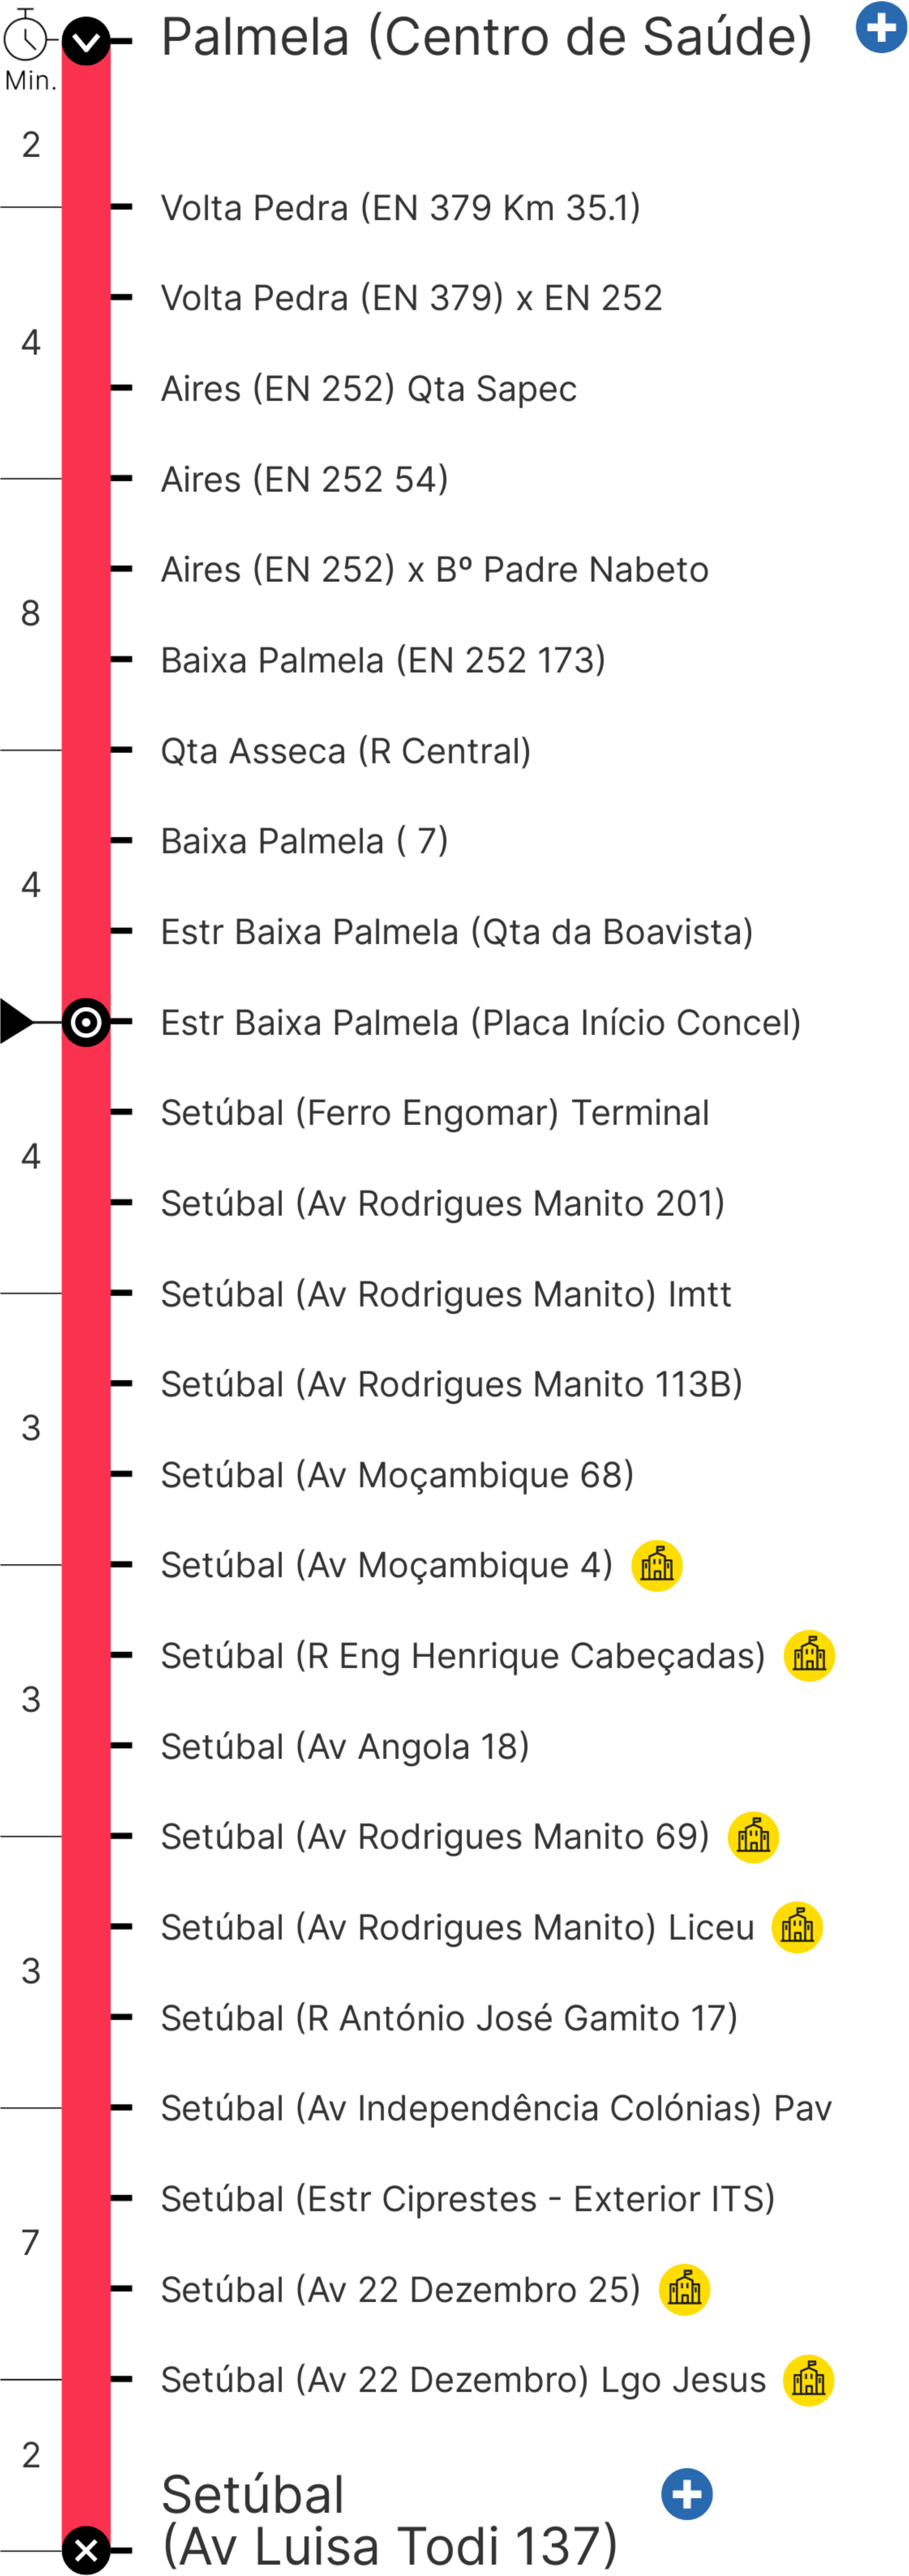 Palmela (Centro de Saúde)
Min.
2
Volta Pedra (EN 379 Km 35.1)
Volta Pedra (EN 379) x EN 252
4
Aires (EN 252) Qta Sapec
Aires (EN 252 54)
Aires (EN 252) x Bº Padre Nabeto
8
Baixa Palmela (EN 252 173)
Qta Asseca (R Central)
Baixa Palmela ( 7)
4
Estr Baixa Palmela (Qta da Boavista)
Estr Baixa Palmela (Placa Início Concel)
Setúbal (Ferro Engomar) Terminal
4
Setúbal (Av Rodrigues Manito 201)
Setúbal (Av Rodrigues Manito) Imtt
Setúbal (Av Rodrigues Manito 113B)
3
Setúbal (Av Moçambique 68)
Setúbal (Av Moçambique 4)
Setúbal (R Eng Henrique Cabeçadas)
3
Setúbal (Av Angola 18)
Setúbal (Av Rodrigues Manito 69)
Setúbal (Av Rodrigues Manito) Liceu
3
Setúbal (R António José Gamito 17)
Setúbal (Av Independência Colónias) Pav
Setúbal (Estr Ciprestes - Exterior ITS)
7
Setúbal (Av 22 Dezembro 25)
Setúbal (Av 22 Dezembro) Lgo Jesus
2
Setúbal
(Av Luisa Todi 137)